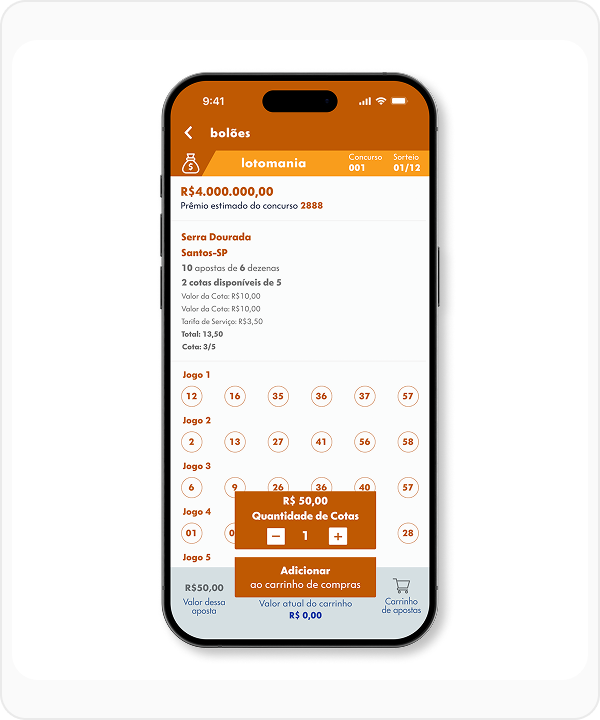 9:41
bolões
lotomania
Concurso
001
Sorteio
01/12
$
R$4.000.000,00
Prêmio estimado do concurso 2888
Serra Dourada
Santos-SP
10 apostas de 6 dezenas
2 cotas disponíveis de 5
Valor da Cota: R$10,00
Valor da Cota: R$10,00
Tarifa de Serviço: R$3,50
Total: 13,50
Cota: 3/5
Jogo 1
12 16 35 36 37 57
Jogo 2
2 13 27 41 56 58
Jogo 3
6 9 26 36 40 57
Jogo 4
01 28
Jogo 5
R$ 50,00
Quantidade de Cotas
− 1 +
Adicionar
ao carrinho de compras
R$50,00
Valor dessa
aposta
Valor atual do carrinho
R$ 0,00
Carrinho
de apostas